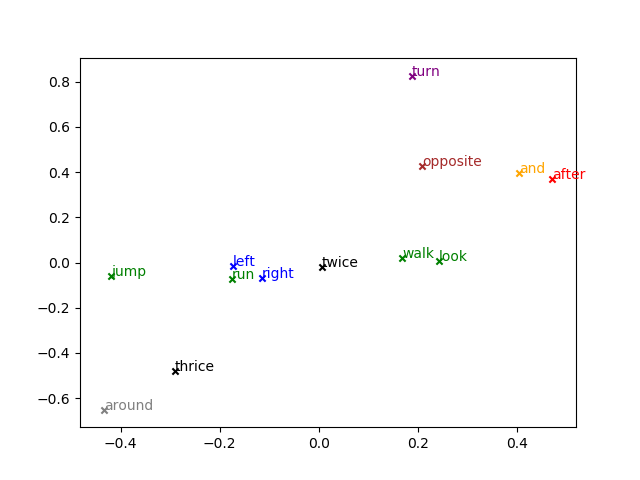 turn
0.8
0.6
opposite
and
after
0.4
0.2
left
twice
walk
look
0.0
jump
run
right
−0.2
thrice
−0.4
around
−0.6
−0.4
−0.2
0.0
0.2
0.4